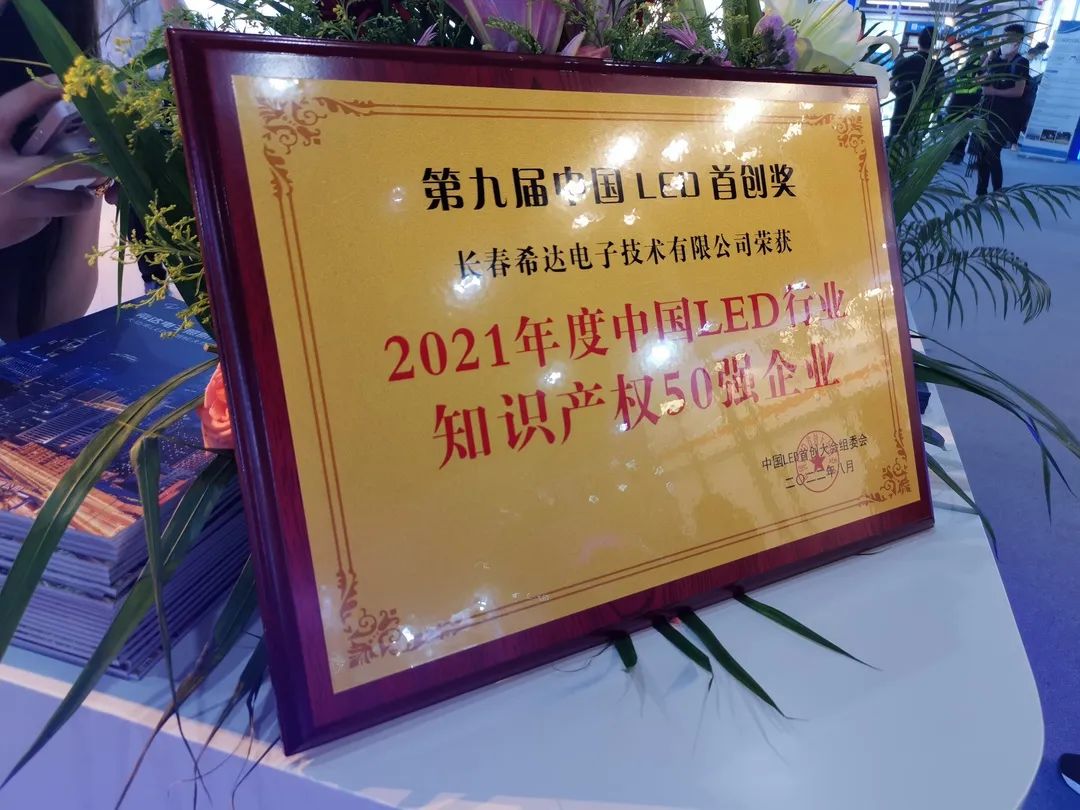 第九届中国LED首创奖
长春希达电子技术有限公司荣获
2021年度中国LED行业
知识产权50强企业
中国LED首创大会组委会
二〇二二年八月